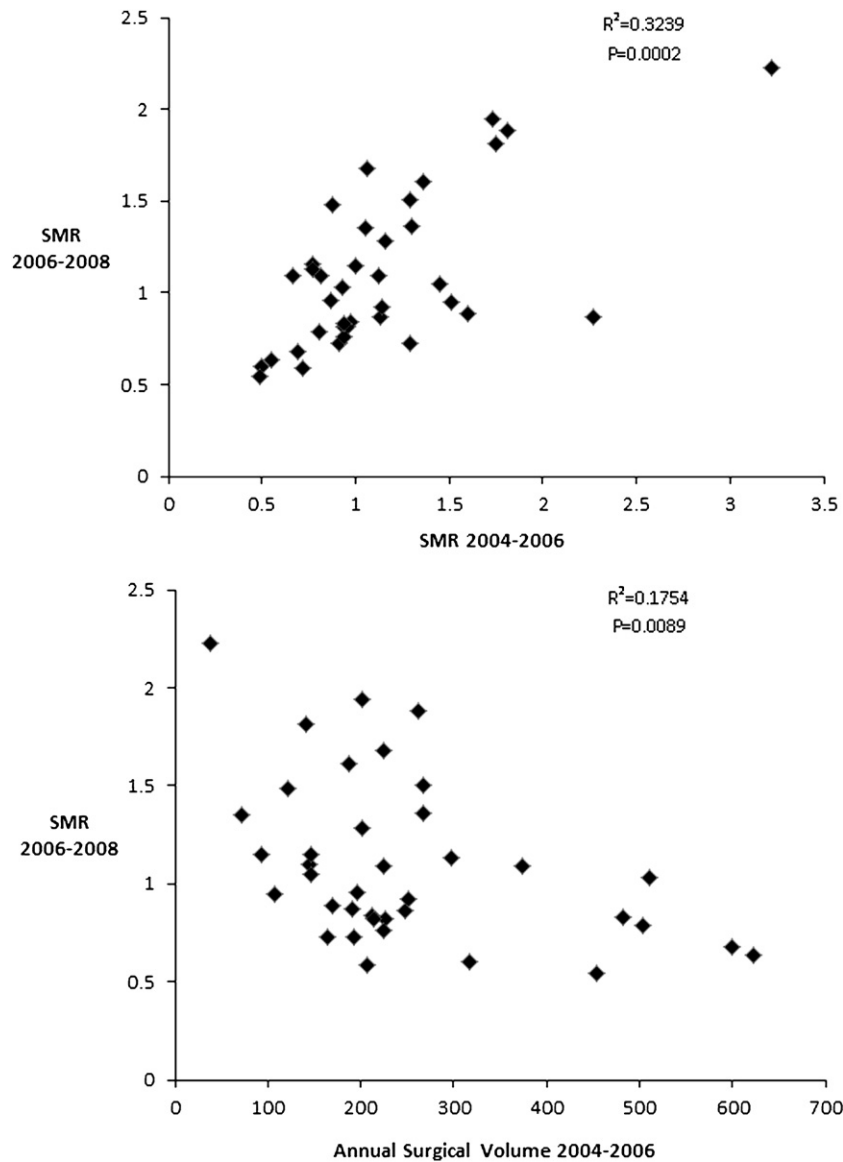 R²=0.3239
P=0.0002
2.5
2
1.5
1
0.5
0
SMR
2006-2008
0 0.5 1 1.5 2 2.5 3 3.5
SMR 2004-2006
R²=0.1754
P=0.0089
2.5
2
1.5
1
0.5
0
SMR
2006-2008
0 100 200 300 400 500 600 700
Annual Surgical Volume 2004-2006